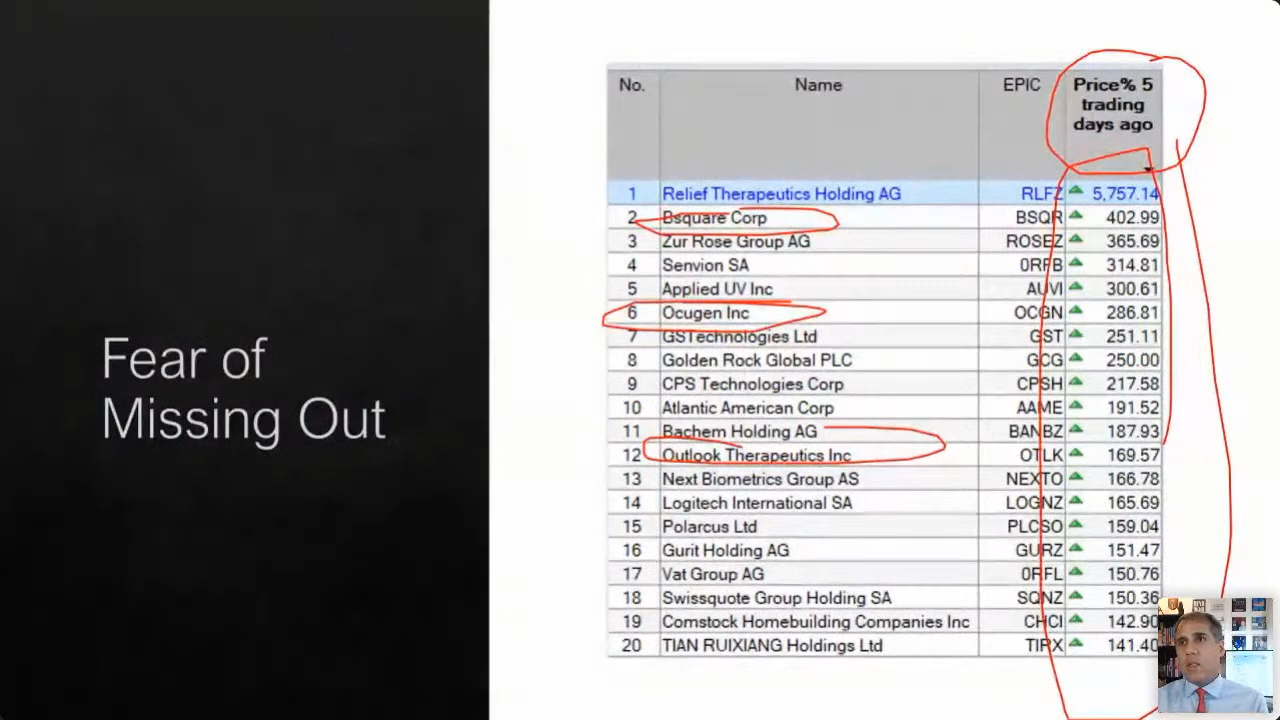 Fear of
Missing Out
No. Name EPIC Price% 5
trading
days ago
1 Relief Therapeutics Holding AG RLFZ 5,757.14
2 Bsquare Corp BSQR 402.99
3 Zur Rose Group AG ROSEZ 365.69
4 Senvion SA 0RFB 314.81
5 Applied UV Inc AUVI 300.61
6 Ocugen Inc OCGN 286.81
7 GSTechnologies Ltd GST 251.11
8 Golden Rock Global PLC GCG 250.00
9 CPS Technologies Corp CPSH 217.58
10 Atlantic American Corp AAME 191.52
11 Bachem Holding AG BANBZ 187.93
12 Outlook Therapeutics Inc OTLK 169.57
13 Next Biometrics Group AS NEXTO 166.78
14 Logitech International SA LOGNZ 165.69
15 Polarcus Ltd PLCSO 159.04
16 Gurit Holding AG GURZ 151.47
17 Vat Group AG 0RFL 150.76
18 Swissquote Group Holding SA SQNZ 150.36
19 Comstock Homebuilding Companies Inc CHCI 142.90
20 TIAN RUIXIANG Holdings Ltd TIRX 141.40